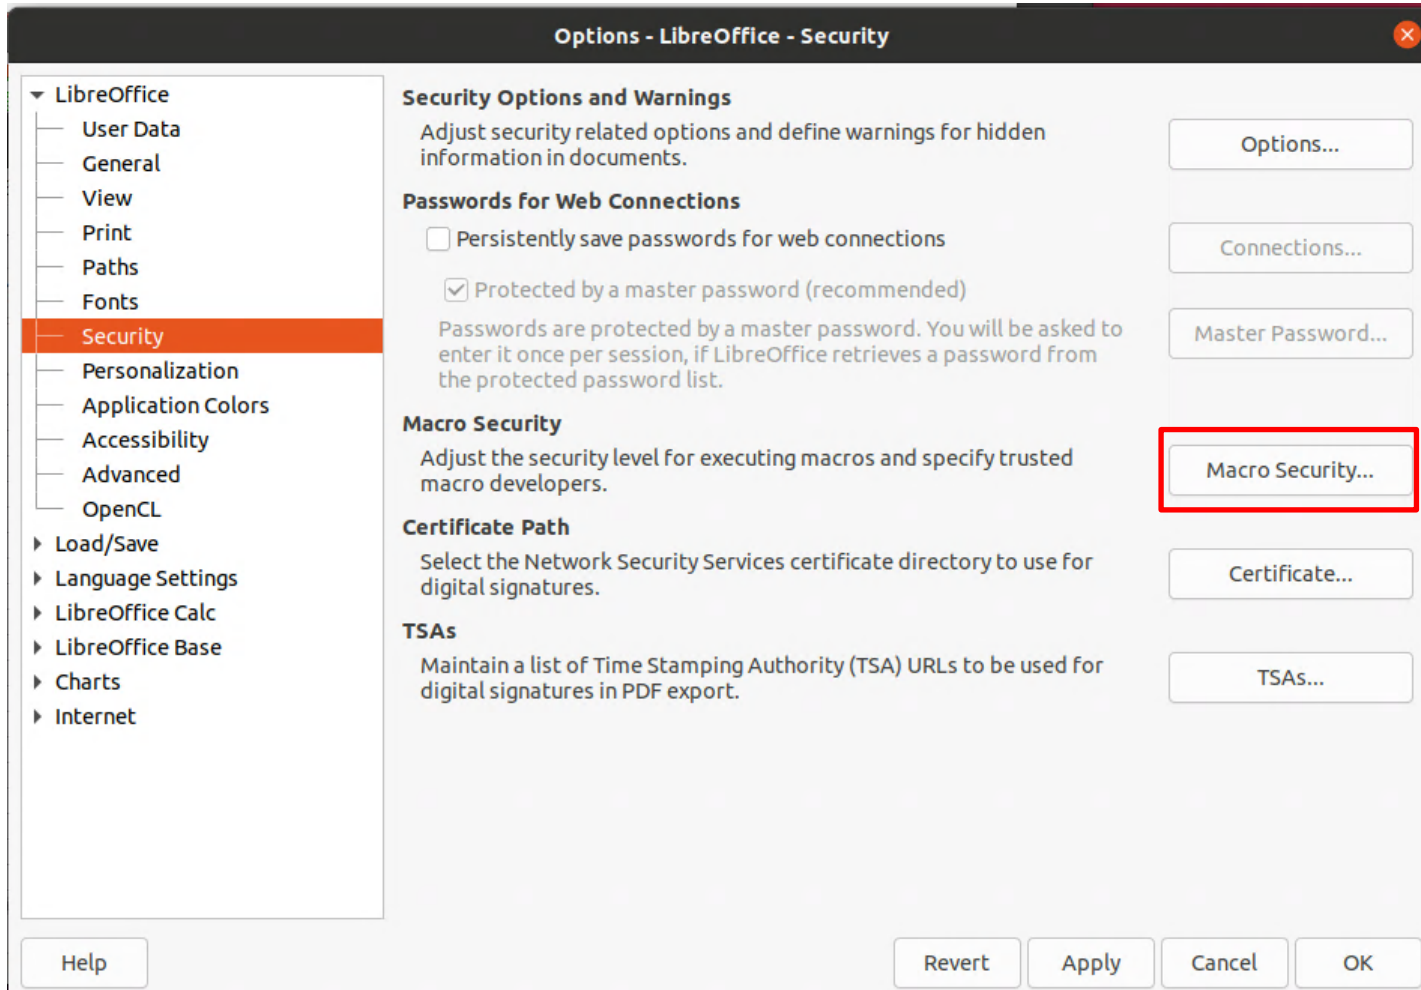 Options - LibreOffice - Security
LibreOffice
User Data
General
View
Print
Paths
Fonts
Security
Personalization
Application Colors
Accessibility
Advanced
OpenCL
Load/Save
Language Settings
LibreOffice Calc
LibreOffice Base
Charts
Internet
Security Options and Warnings
Adjust security related options and define warnings for hidden
information in documents.
Options...
Passwords for Web Connections
Persistently save passwords for web connections
Connections...
Protected by a master password (recommended)
Passwords are protected by a master password. You will be asked to
enter it once per session, if LibreOffice retrieves a password from
the protected password list.
Master Password...
Macro Security
Adjust the security level for executing macros and specify trusted
macro developers.
Macro Security...
Certificate Path
Select the Network Security Services certificate directory to use for
digital signatures.
Certificate...
TSAs
Maintain a list of Time Stamping Authority (TSA) URLs to be used for
digital signatures in PDF export.
TSAs...
Help
Revert
Apply
Cancel
OK